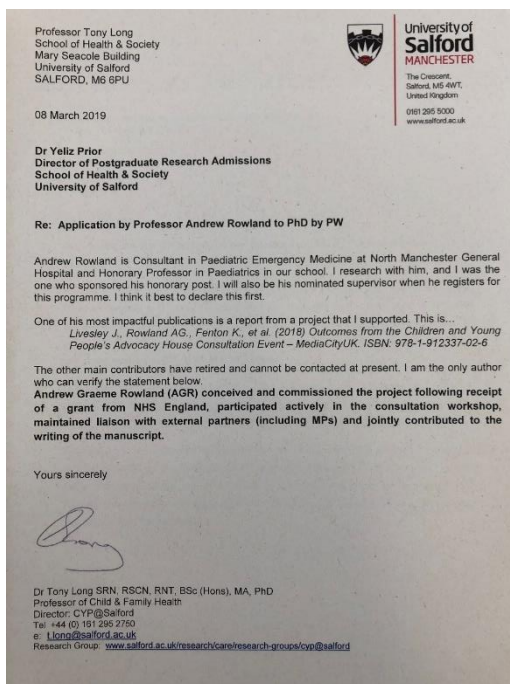 Professor Tony Long
School of Health & Society
Mary Seacole Building
University of Salford
SALFORD, M6 6PU
University of
Salford
MANCHESTER
The Crescent,
Salford, M5 4WT,
United Kingdom
0161 295 5000
www.salford.ac.uk
08 March 2019
Dr Yeliz Prior
Director of Postgraduate Research Admissions
School of Health & Society
University of Salford
Re: Application by Professor Andrew Rowland to PhD by PW
Andrew Rowland is Consultant in Paediatric Emergency Medicine at North Manchester General
Hospital and Honorary Professor in Paediatrics in our school. I research with him, and I was the
one who sponsored his honorary post. I will also be his nominated supervisor when he registers for
this programme. I think it best to declare this first.
One of his most impactful publications is a report from a project that I supported. This is...
Livesley J., Rowland AG., Fenton K., et al. (2018) Outcomes from the Children and Young
People's Advocacy House Consultation Event – MediaCityUK. ISBN: 978-1-912337-02-6
The other main contributors have retired and cannot be contacted at present. I am the only author
who can verify the statement below.
Andrew Graeme Rowland (AGR) conceived and commissioned the project following receipt
of a grant from NHS England, participated actively in the consultation workshop,
maintained liaison with external partners (including MPs) and jointly contributed to the
writing of the manuscript.
Yours sincerely
Dr Tony Long SRN, RSCN, RNT, BSc (Hons), MA, PhD
Professor of Child & Family Health
Director: CYP@Salford
Tel +44 (0) 161 295 2750
e: t.long@salford.ac.uk
Research Group: www.salford.ac.uk/research/care/research-groups/cyp@salford